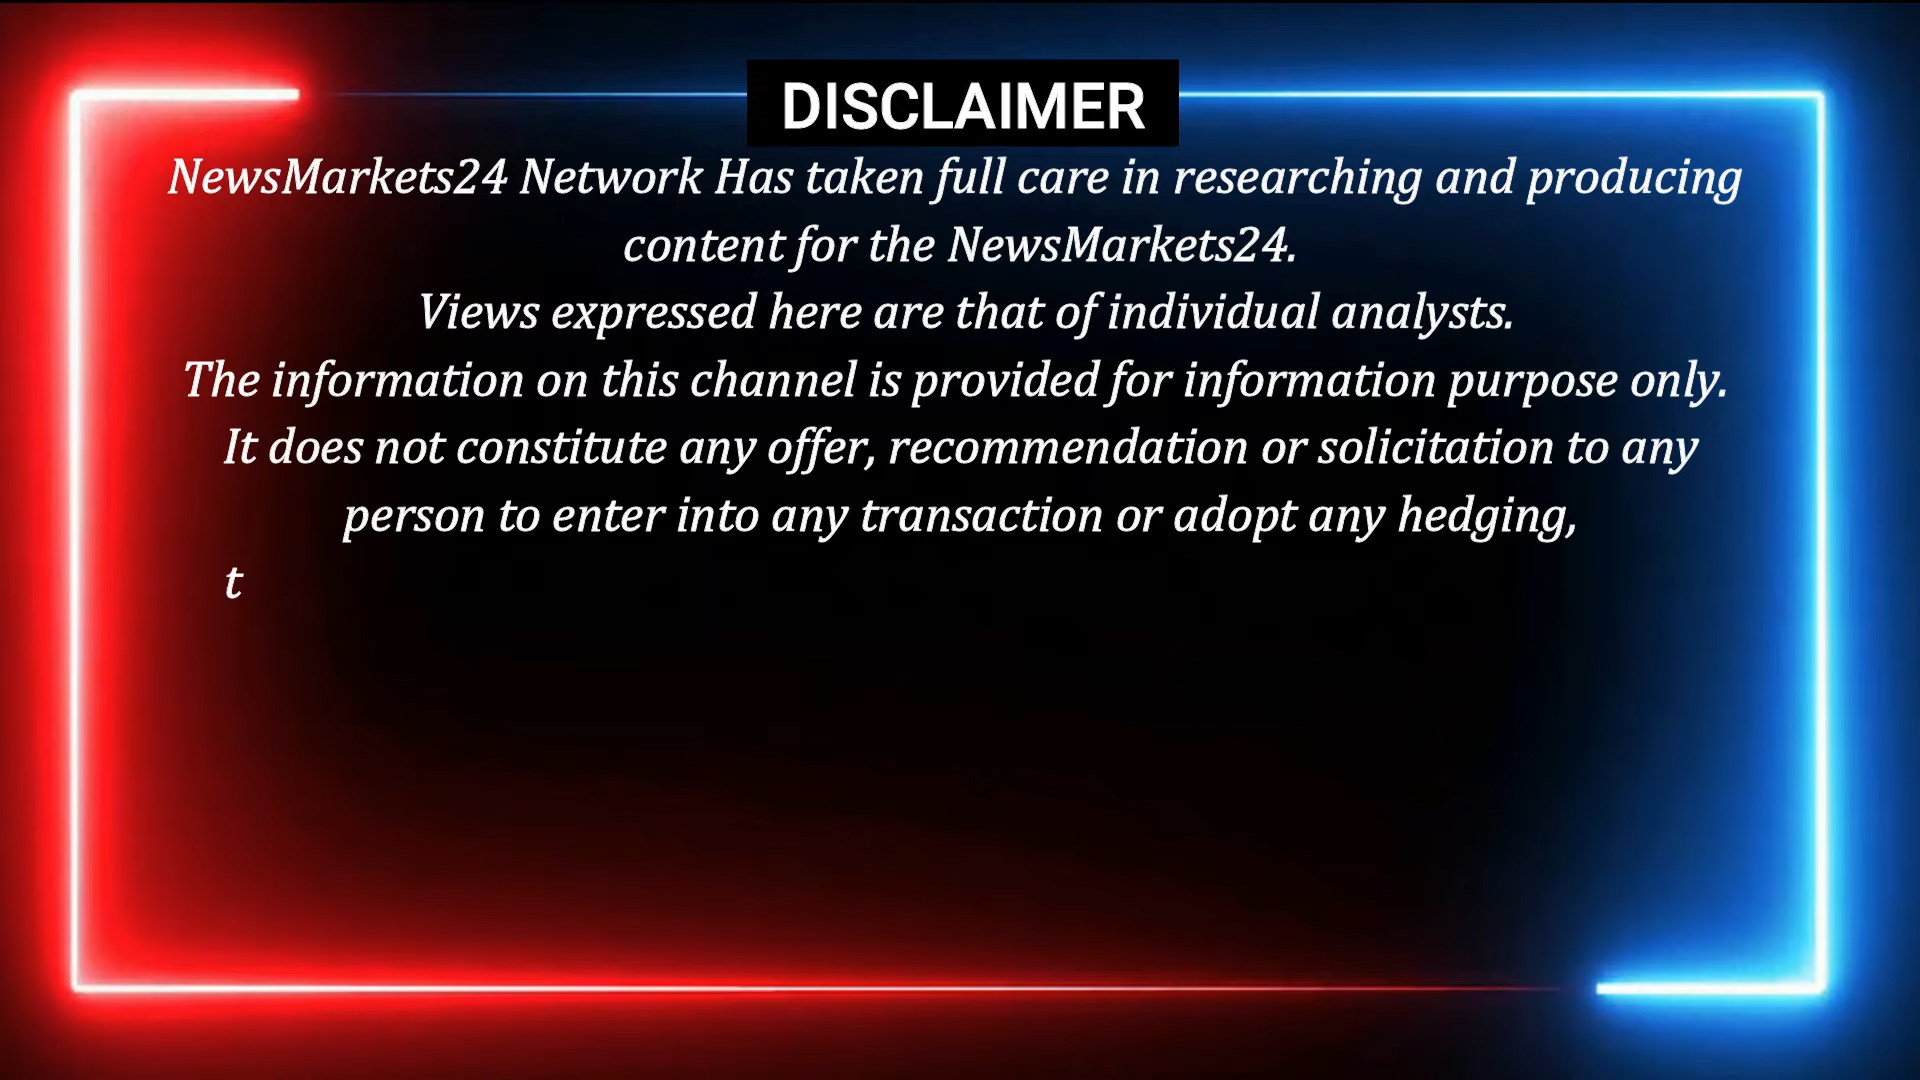 DISCLAIMER
NewsMarkets24 Network Has taken full care in researching and producing
content for the NewsMarkets24.
Views expressed here are that of individual analysts.
The information on this channel is provided for information purpose only.
It does not constitute any offer, recommendation or solicitation to any
person to enter into any transaction or adopt any hedging,
t